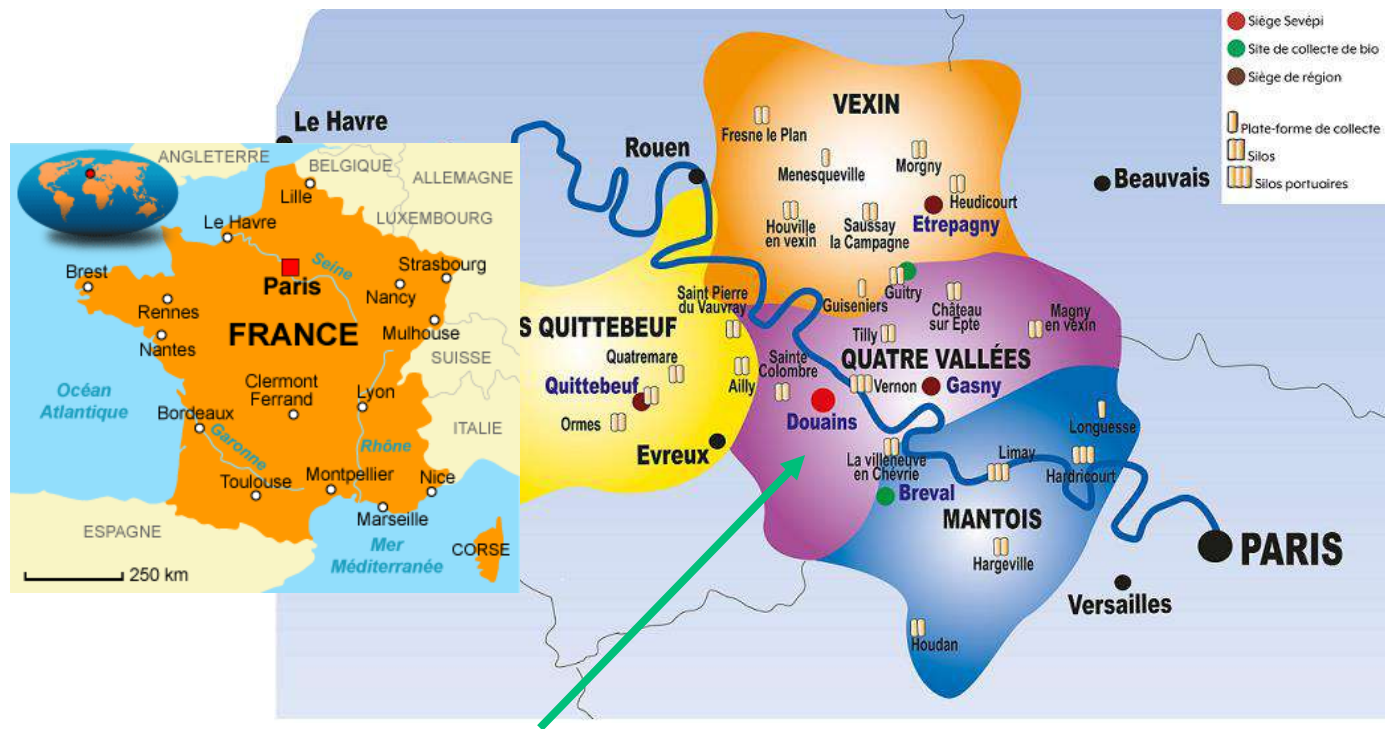 Siège Sevépi
Site de collecte de bio
Siège de région
Plate-forme de collecte
Silos
Silos portuaires
Le Havre
Rouen
Beauvais
VEXIN
Fresne le Plan
Menesqueville
Morgny
Heudicourt
Houville
en vexin
Saussay
la Campagne
Etrepagny
Saint Pierre
du Vauvray
Guiseniers
Guitry
Château
sur Epte
Magny
en vexin
Tilly
S QUITTEBEUF
QUATRE VALLÉES
Quatremare
Quittebeuf
Ailly
Sainte
Colombre
Vernon
Gasny
Ormes
Douains
Longuesse
Evreux
La villeneuve
en Chevrie
Limay
Hardricourt
Breval
MANTOIS
Hargeville
PARIS
Versailles
Houdan
ANGLETERRE
BELGIQUE
ALLEMAGNE
Lille
LUXEMBOURG
Le Havre
Seine
Strasbourg
Brest
Paris
Nancy
Rennes
FRANCE
Mulhouse
Nantes
SUISSE
Océan
Atlantique
Clermont
Ferrand
Lyon
Bordeaux
ITALIE
Garonne
Rhône
Toulouse
Montpellier
Nice
Marseille
ESPAGNE
Mer
Méditerranée
CORSE
250 km